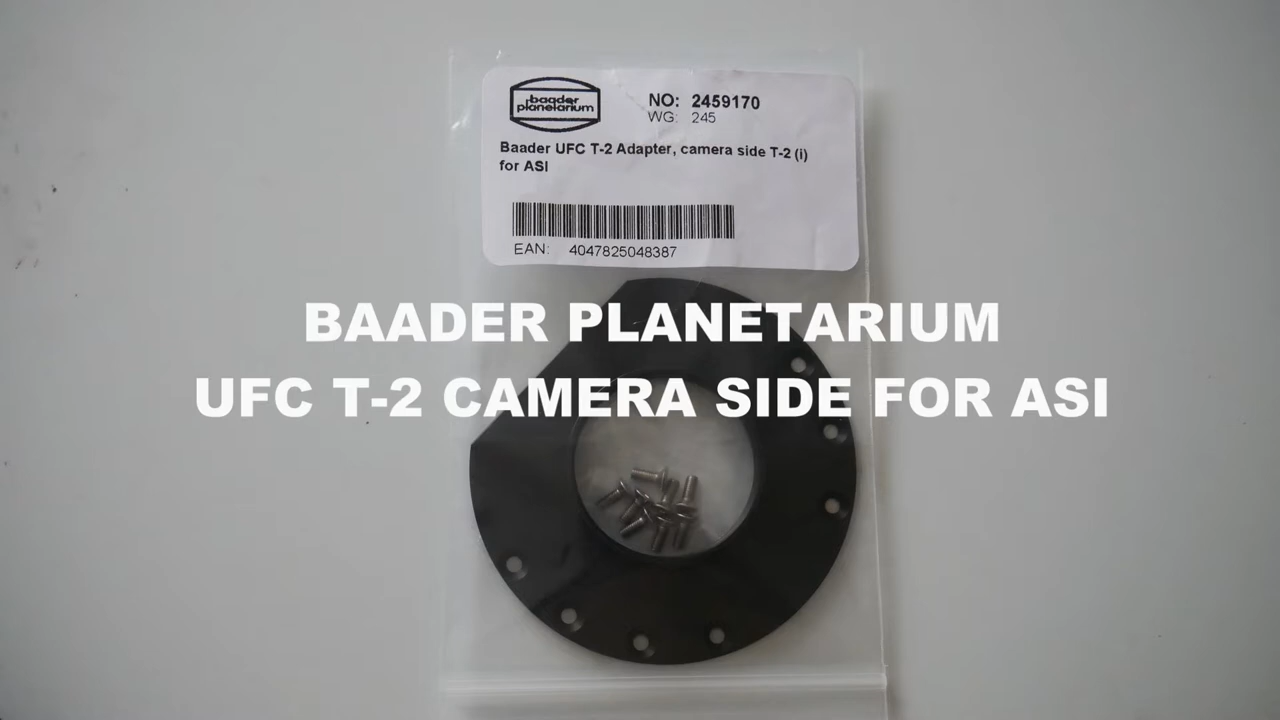 baader
planetarium
NO: 2459170
WG: 245
Baader UFC T-2 Adapter, camera side T-2 (i)
for ASI
EAN: 4047825048387
BAADER PLANETARIUM
UFC T-2 CAMERA SIDE FOR ASI